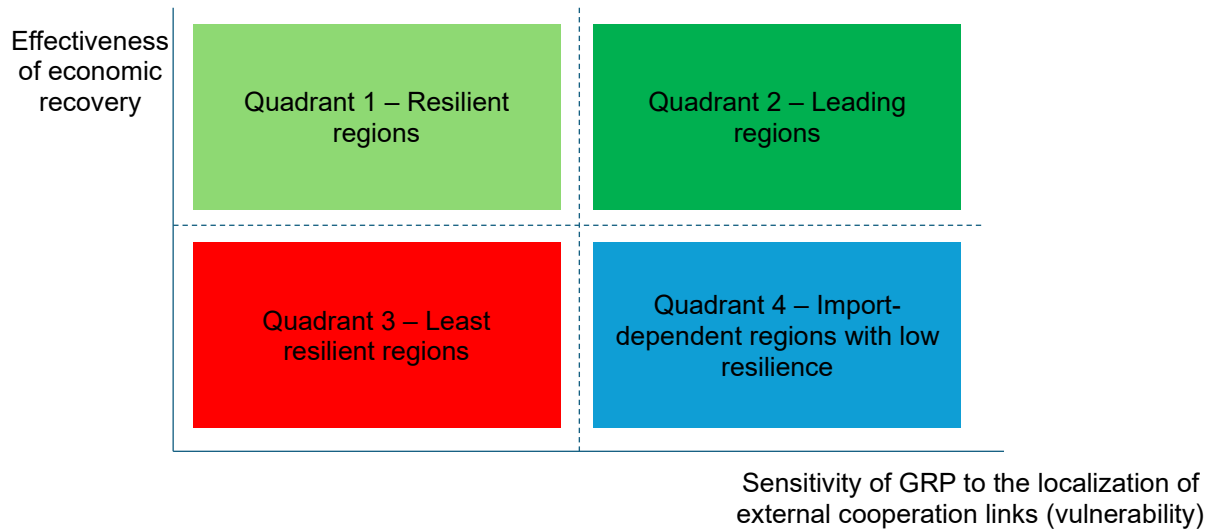 Effectiveness
of economic
recovery
Quadrant 1 – Resilient
regions
Quadrant 2 – Leading
regions
Quadrant 3 – Least
resilient regions
Quadrant 4 – Import-
dependent regions with low
resilience
Sensitivity of GRP to the localization of
external cooperation links (vulnerability)